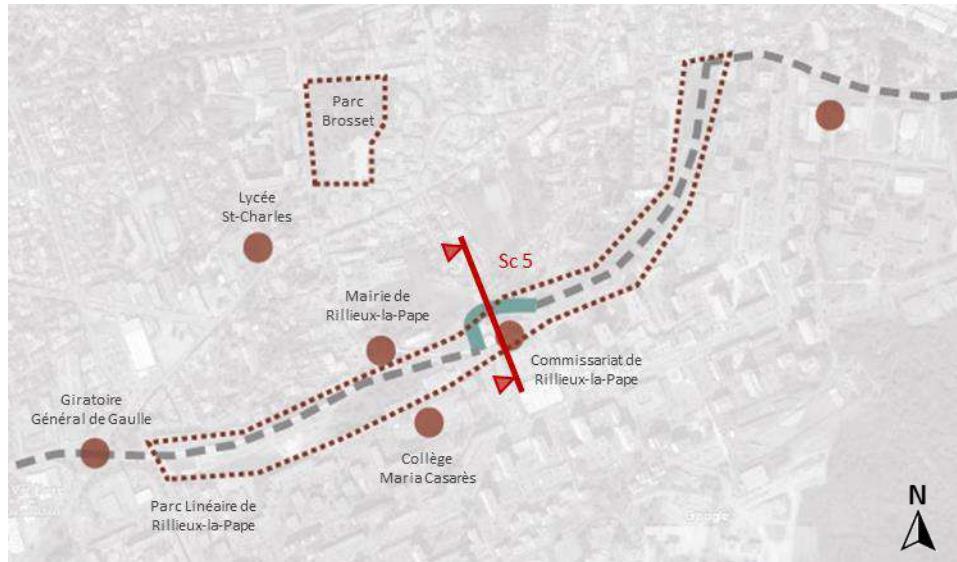 Parc
Brosset
Lycée
St-Charles
Sc 5
Mairie de
Rillieux-la-Pape
Commissariat de
Rillieux-la-Pape
Giratoire
Général de Gaulle
Collège
Maria Casarès
Parc Linéaire de
Rillieux-la-Pape
Google
N